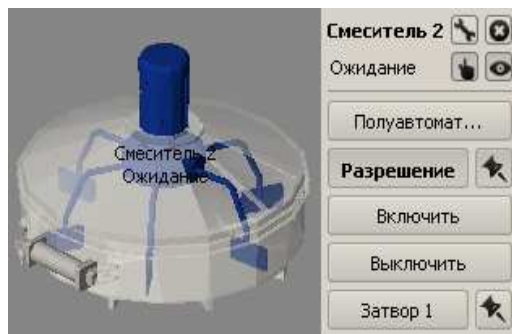 Смеситель 2
Ожидание
Смеситель 2
Ожидание
Полуавтомат...
Разрешение
Включить
Выключить
Затвор 1